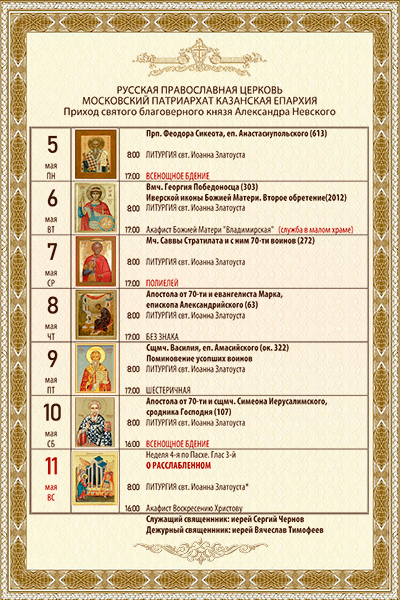 РУССКАЯ ПРАВОСЛАВНАЯ ЦЕРКОВЬ
МОСКОВСКИЙ ПАТРИАРХАТ КАЗАНСКАЯ ЕПАРХИЯ
Приход святого благоверного князя Александра Невского
5
мая
ПН
Прп. Феодора Сикеота, еп. Анастасиупольского (613)
8:00 ЛИТУРГИЯ свт. Иоанна Златоуста
17:00 ВСЕНОЩНОЕ БДЕНИЕ
6
мая
ВТ
Вмч. Георгия Победоносца (303)
Иверской иконы Божией Матери. Второе обретение(2012)
8:00 ЛИТУРГИЯ свт. Иоанна Златоуста
17:00 Акафист Божией Матери "Владимирская" (служба в малом храме)
7
мая
СР
Мч. Саввы Стратилата и с ним 70-ти воинов (272)
8:00 ЛИТУРГИЯ свт. Иоанна Златоуста
17:00 ПОЛИЕЛЕЙ
8
мая
ЧТ
Апостола от 70-ти и евангелиста Марка,
епископа Александрийского (63)
8:00 ЛИТУРГИЯ свт. Иоанна Златоуста
17:00 БЕЗ ЗНАКА
9
мая
ПТ
Сщмч. Василия, еп. Амасийского (ок. 322)
Поминовение усопших воинов
8:00 ЛИТУРГИЯ свт. Иоанна Златоуста
17:00 ШЕСТЕРИЧНАЯ
10
мая
СБ
Апостола от 70-ти и сщмч. Симеона Иерусалимского,
сродника Господня (107)
8:00 ЛИТУРГИЯ свт. Иоанна Златоуста
16:00 ВСЕНОЩНОЕ БДЕНИЕ
11
мая
ВС
Неделя 4-я по Пасхе. Глас 3-й
О РАССЛАБЛЕННОМ
8:00 ЛИТУРГИЯ свт. Иоанна Златоуста*
16:00 Акафист Воскресению Христову
Служащий священнник: иерей Сергий Чернов
Дежурный священнник: иерей Вячеслав Тимофеев